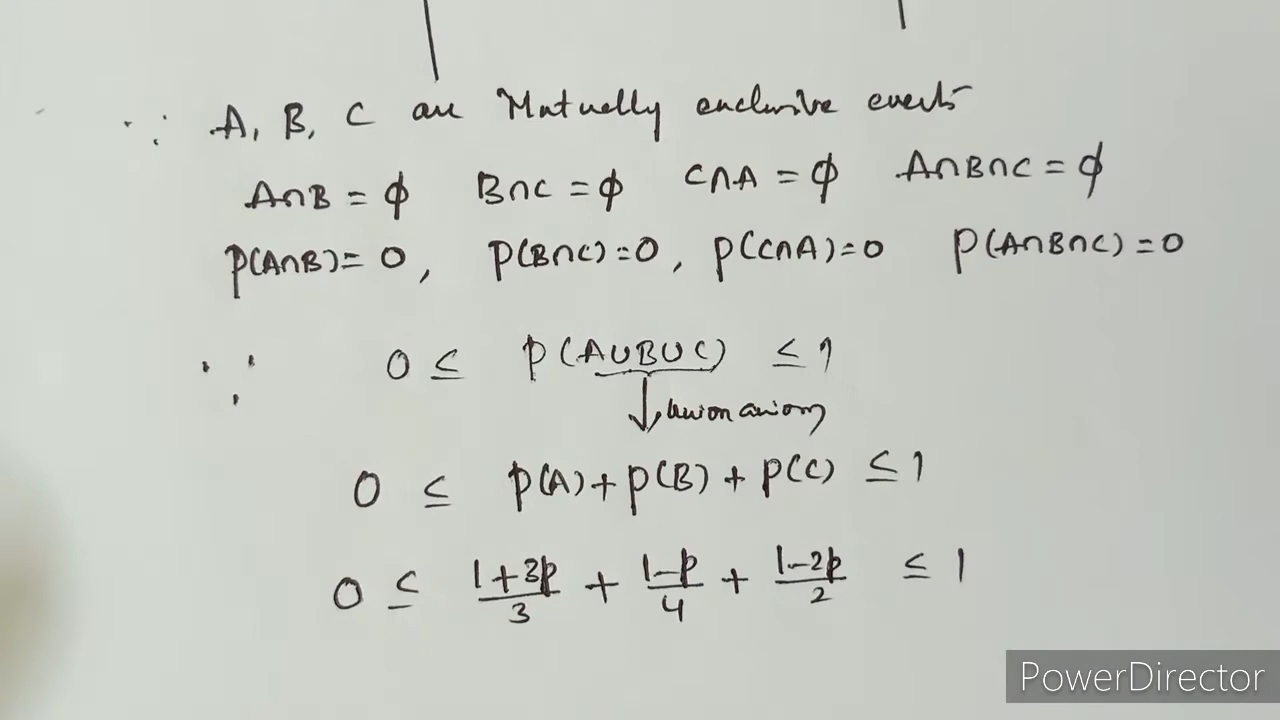 ∵ A, B, C are Mutually exclusive events
A∩B = ϕ B∩C = ϕ C∩A = ϕ A∩B∩C = ϕ
P(A∩B) = 0, P(B∩C) = 0, P(C∩A) = 0 P(A∩B∩C) = 0
∵ 0 ≤ P(A∪B∪C) ≤ 1
↓ axiom
0 ≤ P(A) + P(B) + P(C) ≤ 1
0 ≤ (1+3p)/3 + (1-p)/4 + (1-2p)/2 ≤ 1
PowerDirector